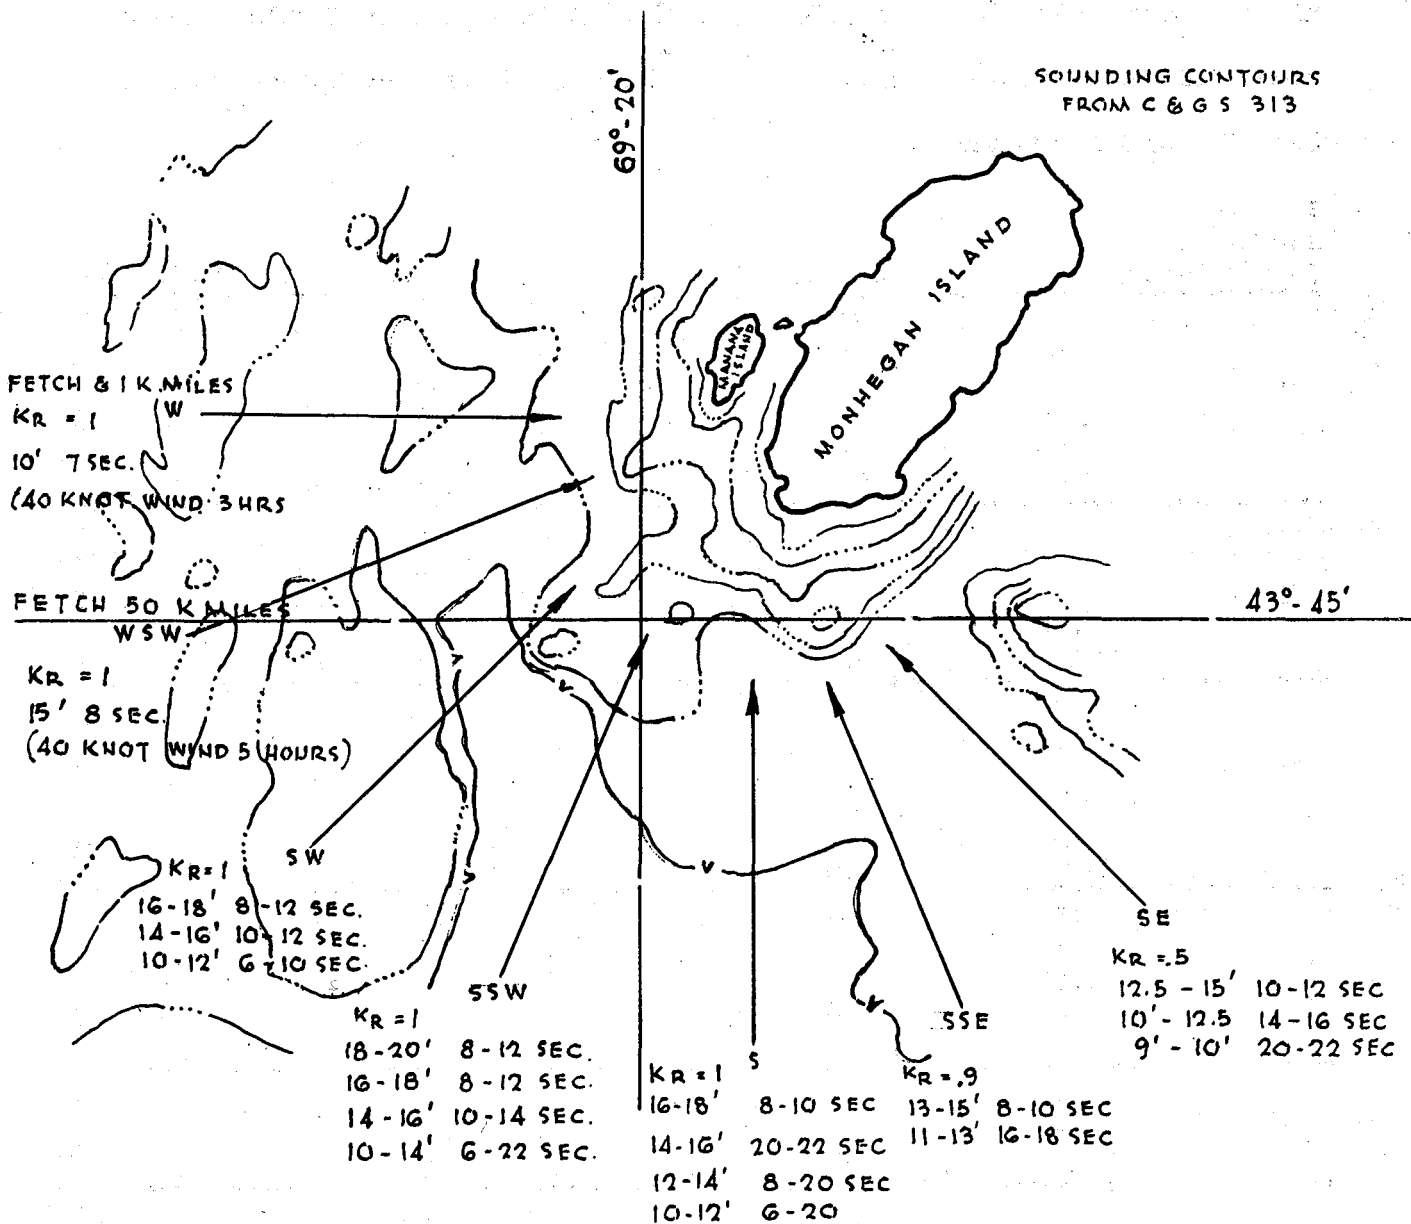 SOUNDING CONTOURS
FROM C & G S 313
69°-20'
MONHEGAN ISLAND
MANANA
ISLAND
FETCH & 1 K.MILES
W
KR = 1
10' 7 SEC.
(40 KNOT WIND 3 HRS
FETCH 50 K MILES
WSW
43°-45'
KR = 1
15' 8 SEC.
(40 KNOT WIND 5 HOURS)
SW
KR = 1
16-18' 8-12 SEC.
14-16' 10-12 SEC.
10-12' 6-10 SEC.
SSW
KR = 1
18-20' 8-12 SEC.
16-18' 8-12 SEC.
14-16' 10-14 SEC.
10-14' 6-22 SEC.
S
KR = 1
16-18' 8-10 SEC
14-16' 20-22 SEC
12-14' 8-20 SEC
10-12' 6-20
SSE
KR = .9
13-15' 8-10 SEC
11-13' 16-18 SEC
SE
KR = .5
12.5 - 15' 10-12 SEC
10' - 12.5 14-16 SEC
9' - 10' 20-22 SEC
V
V
V
V
V